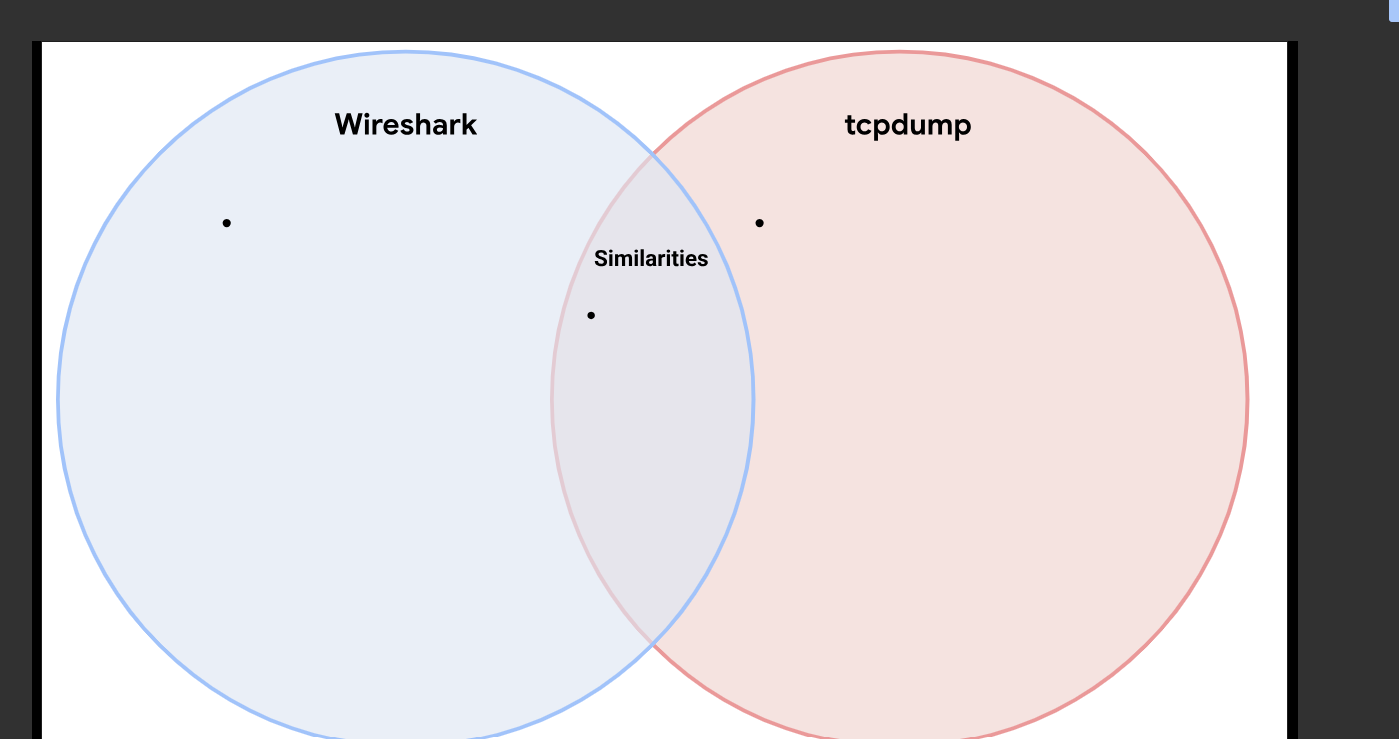 Wireshark
tcpdump
•
•
Similarities
•